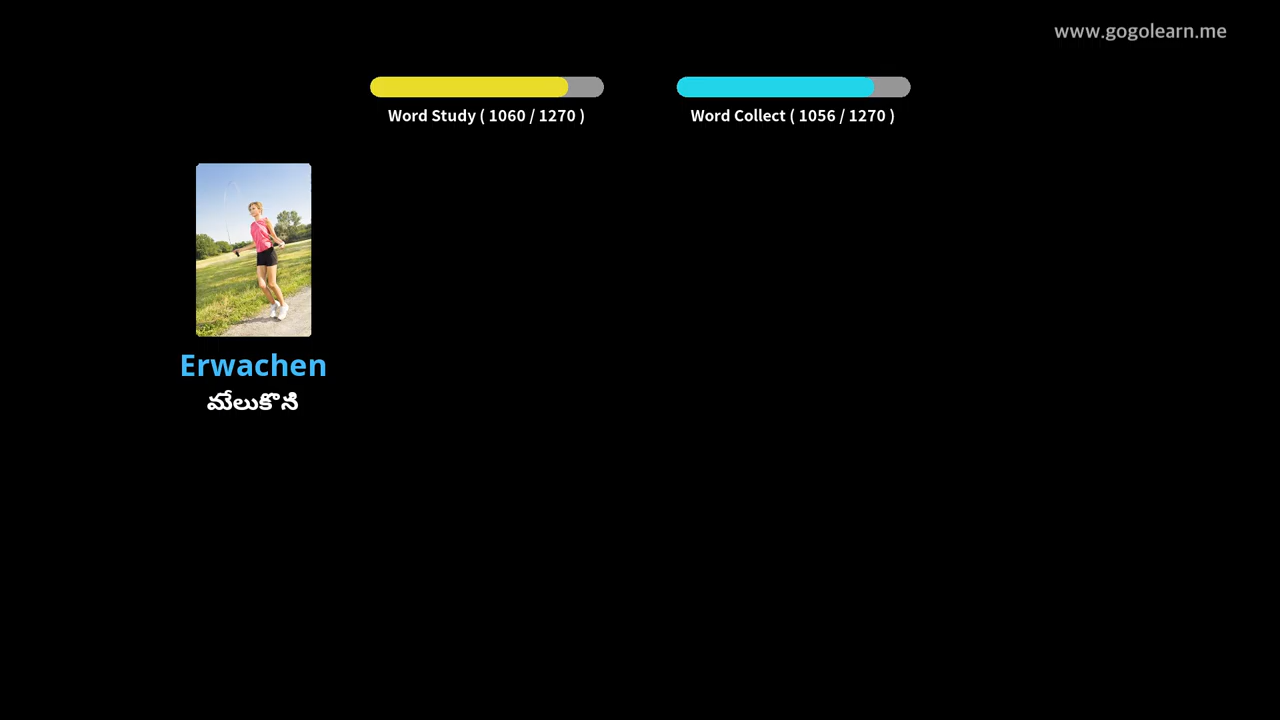 www.gogolearn.me
Word Study ( 1060 / 1270 )
Word Collect ( 1056 / 1270 )
Erwachen
మేలుకొని